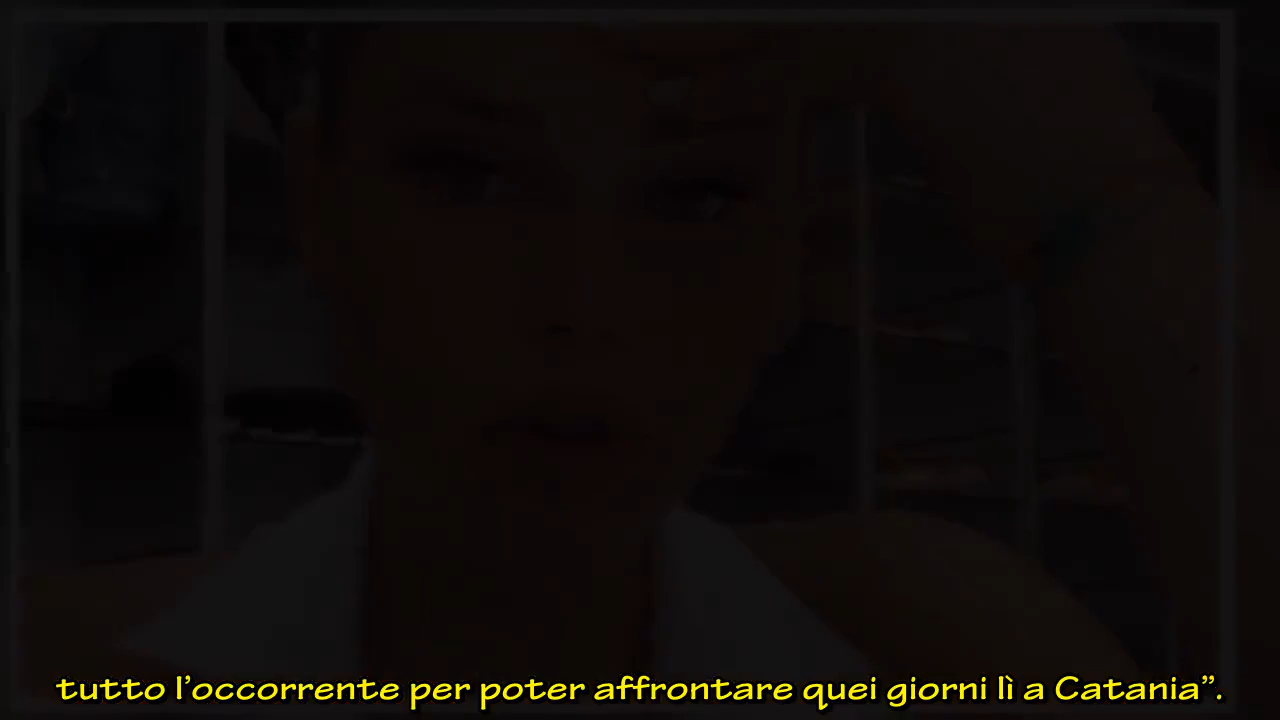 tutto l’occorrente per poter affrontare quei giorni lì a Catania”.